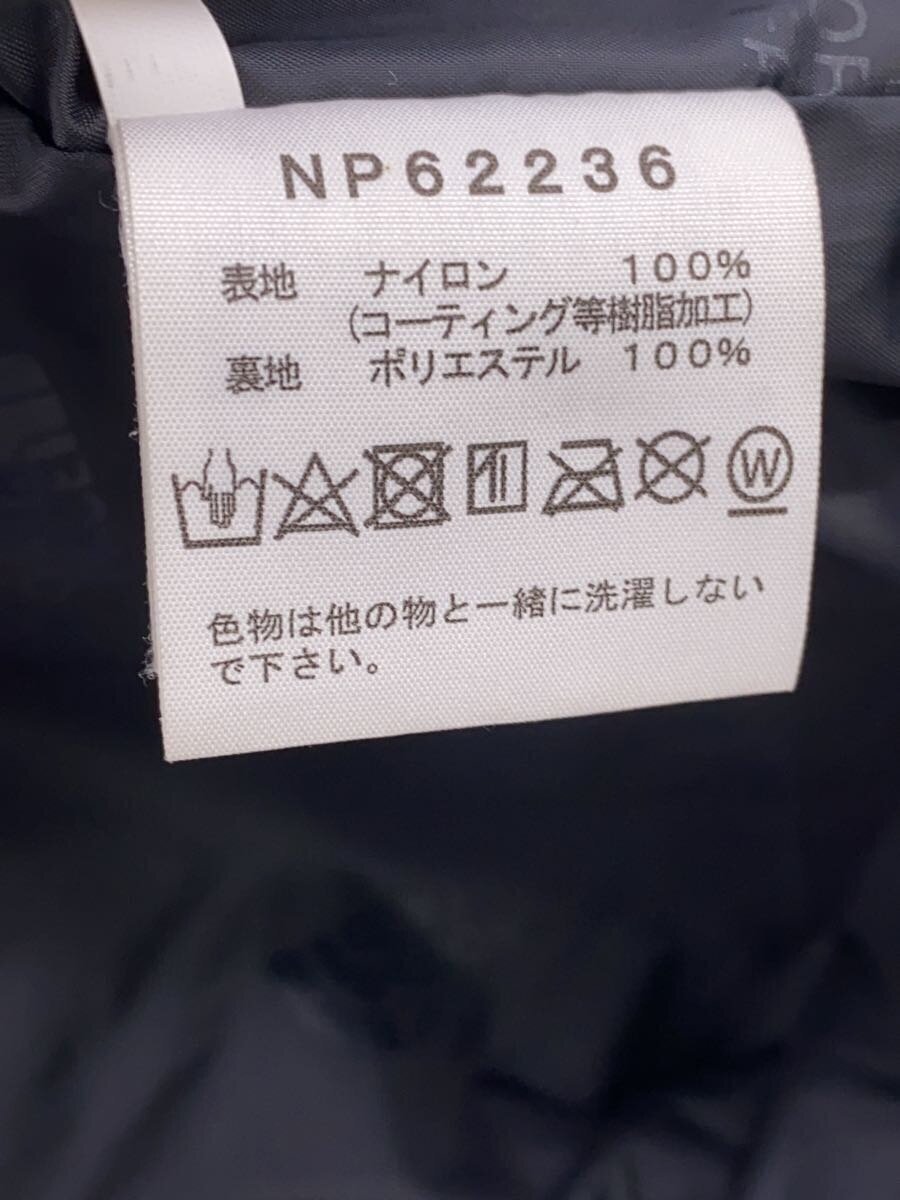 NP62236
表地 ナイロン 100%
(コーティング等樹脂加工)
裏地 ポリエステル 100%
W
色物は他の物と一緒に洗濯しない
で下さい。